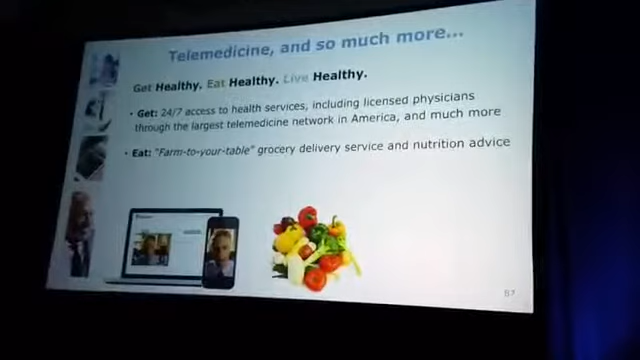 Telemedicine, and so much more...
Get Healthy. Eat Healthy. Live Healthy.
• Get: 24/7 access to health services, including licensed physicians
through the largest telemedicine network in America, and much more
• Eat: "Farm-to-your-table" grocery delivery service and nutrition advice